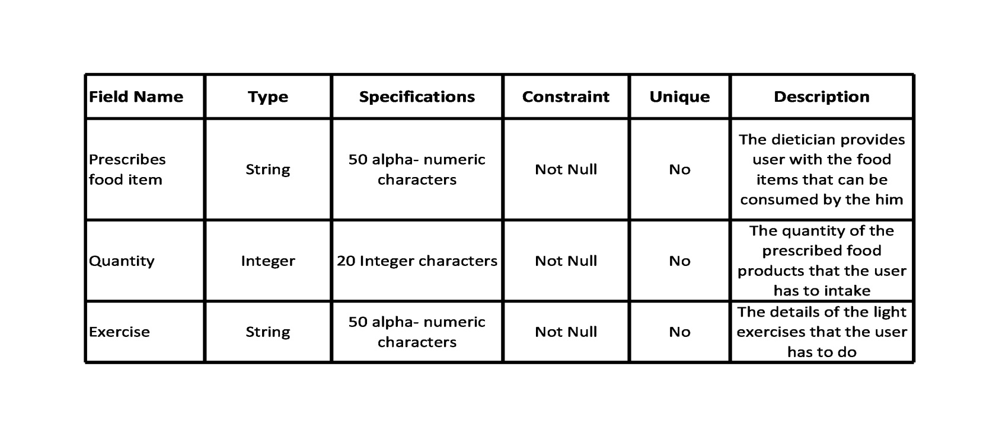 Field Name Type Specifications Constraint Unique Description
Prescribes
food item
String
50 alpha- numeric
characters
Not Null
No
The dietician provides
user with the food
items that can be
consumed by the him
Quantity
Integer
20 Integer characters
Not Null
No
The quantity of the
prescribed food
products that the user
has to intake
Exercise
String
50 alpha- numeric
characters
Not Null
No
The details of the light
exercises that the user
has to do